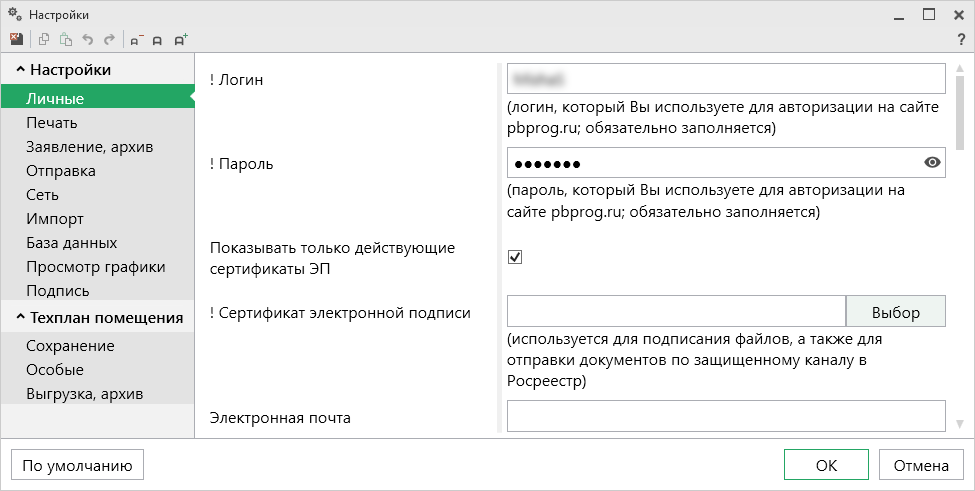 Настройки
?
Настройки
Личные
Печать
Заявление, архив
Отправка
Сеть
Импорт
База данных
Просмотр графики
Подпись
Техплан помещения
Сохранение
Особые
Выгрузка, архив
! Логин
(логин, который Вы используете для авторизации на сайте
pbprog.ru; обязательно заполняется)
! Пароль
●●●●●●●
(пароль, который Вы используете для авторизации на
сайте pbprog.ru; обязательно заполняется)
Показывать только действующие
сертификаты ЭП
! Сертификат электронной подписи
Выбор
(используется для подписания файлов, а также для
отправки документов по защищенному каналу в
Росреестр)
Электронная почта
По умолчанию
ОК
Отмена